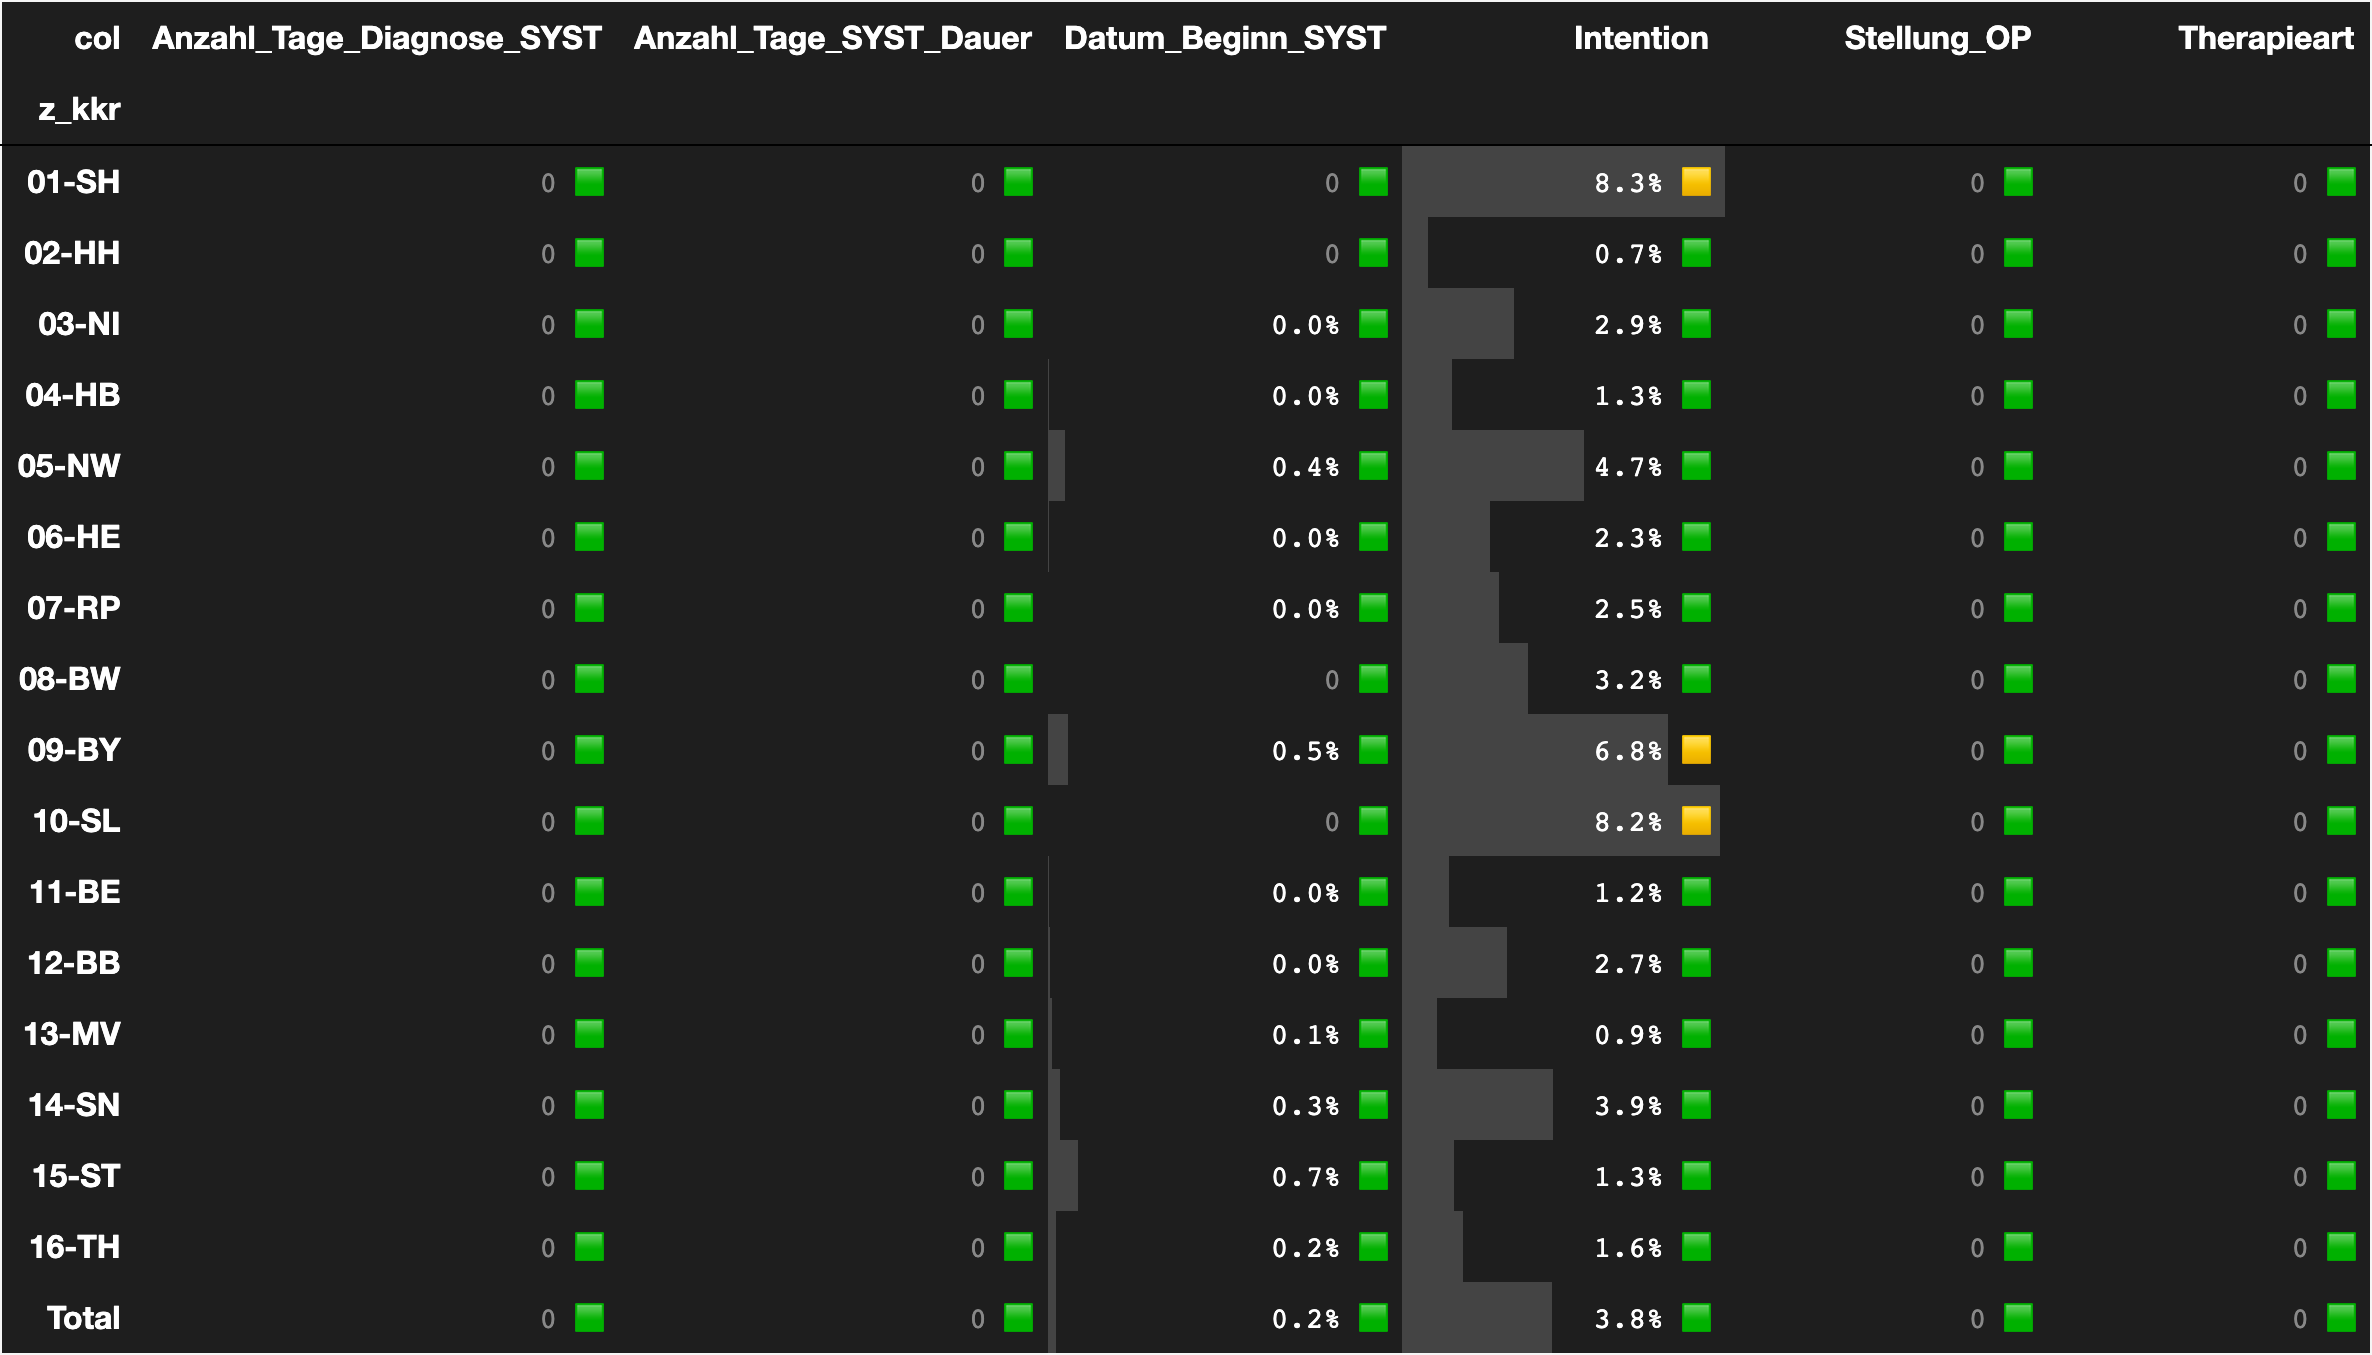 col Anzahl_Tage_Diagnose_SYST Anzahl_Tage_SYST_Dauer Datum_Beginn_SYST Intention Stellung_OP Therapieart
z_kkr
01-SH 0 0 0 8.3% 0 0
02-HH 0 0 0 0.7% 0 0
03-NI 0 0 0.0% 2.9% 0 0
04-HB 0 0 0.0% 1.3% 0 0
05-NW 0 0 0.4% 4.7% 0 0
06-HE 0 0 0.0% 2.3% 0 0
07-RP 0 0 0.0% 2.5% 0 0
08-BW 0 0 0 3.2% 0 0
09-BY 0 0 0.5% 6.8% 0 0
10-SL 0 0 0 8.2% 0 0
11-BE 0 0 0.0% 1.2% 0 0
12-BB 0 0 0.0% 2.7% 0 0
13-MV 0 0 0.1% 0.9% 0 0
14-SN 0 0 0.3% 3.9% 0 0
15-ST 0 0 0.7% 1.3% 0 0
16-TH 0 0 0.2% 1.6% 0 0
Total 0 0 0.2% 3.8% 0 0